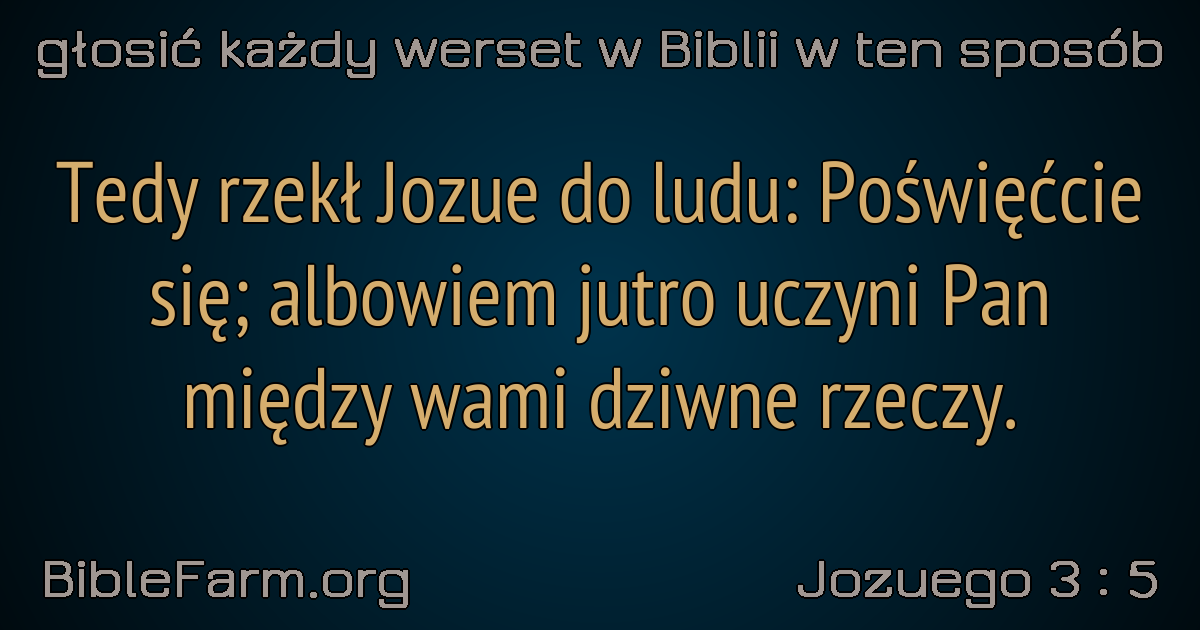 głosić każdy werset w Biblii w ten sposób
Tedy rzekł Jozue do ludu: Poświęćcie
się; albowiem jutro uczyni Pan
między wami dziwne rzeczy.
BibleFarm.org
Jozuego 3 : 5